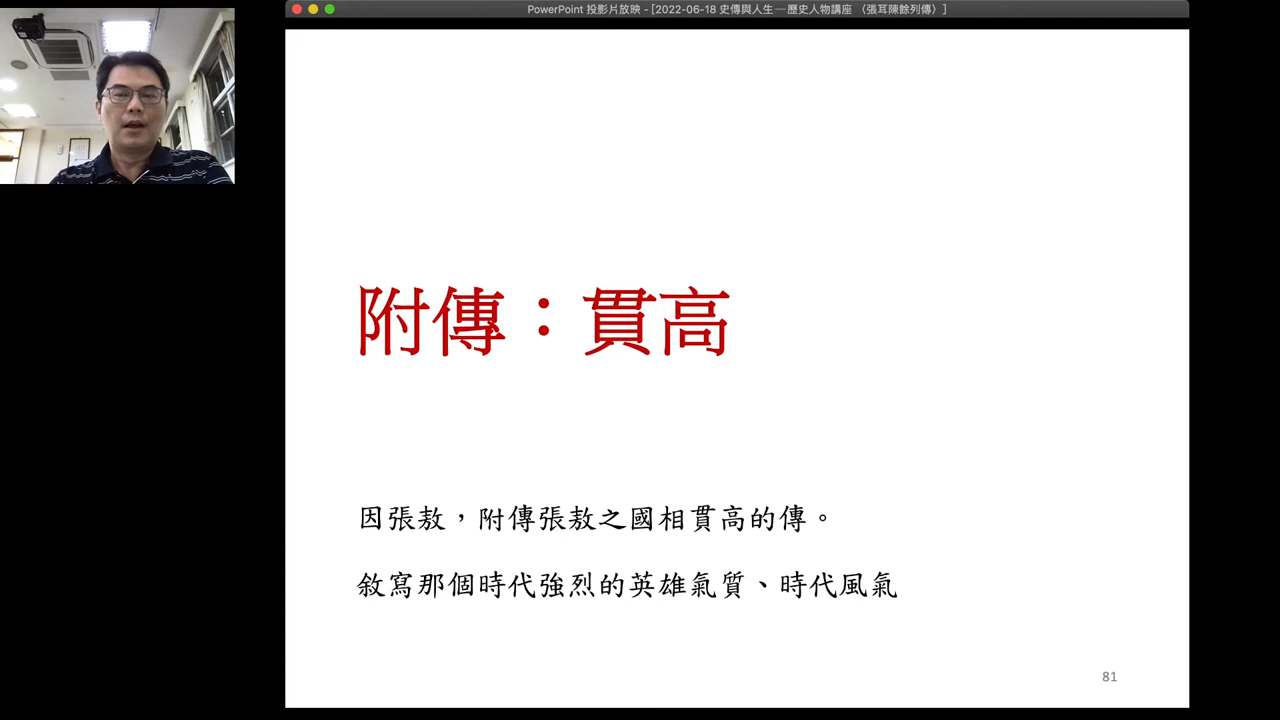 PowerPoint 投影片放映 - [2022-06-18 史傳與人生─歷史人物講座 〈張耳陳餘列傳〉]
附傳：貫高
因張敖，附傳張敖之國相貫高的傳。
敘寫那個時代強烈的英雄氣質、時代風氣
81